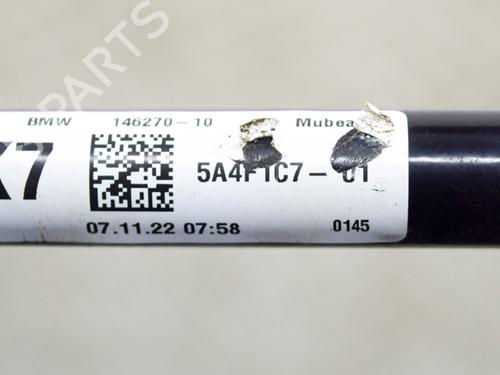 PARTS
BMW 146270-10 Mubea
X7
5A4F1C7- 01
07.11.22 07:58 0145